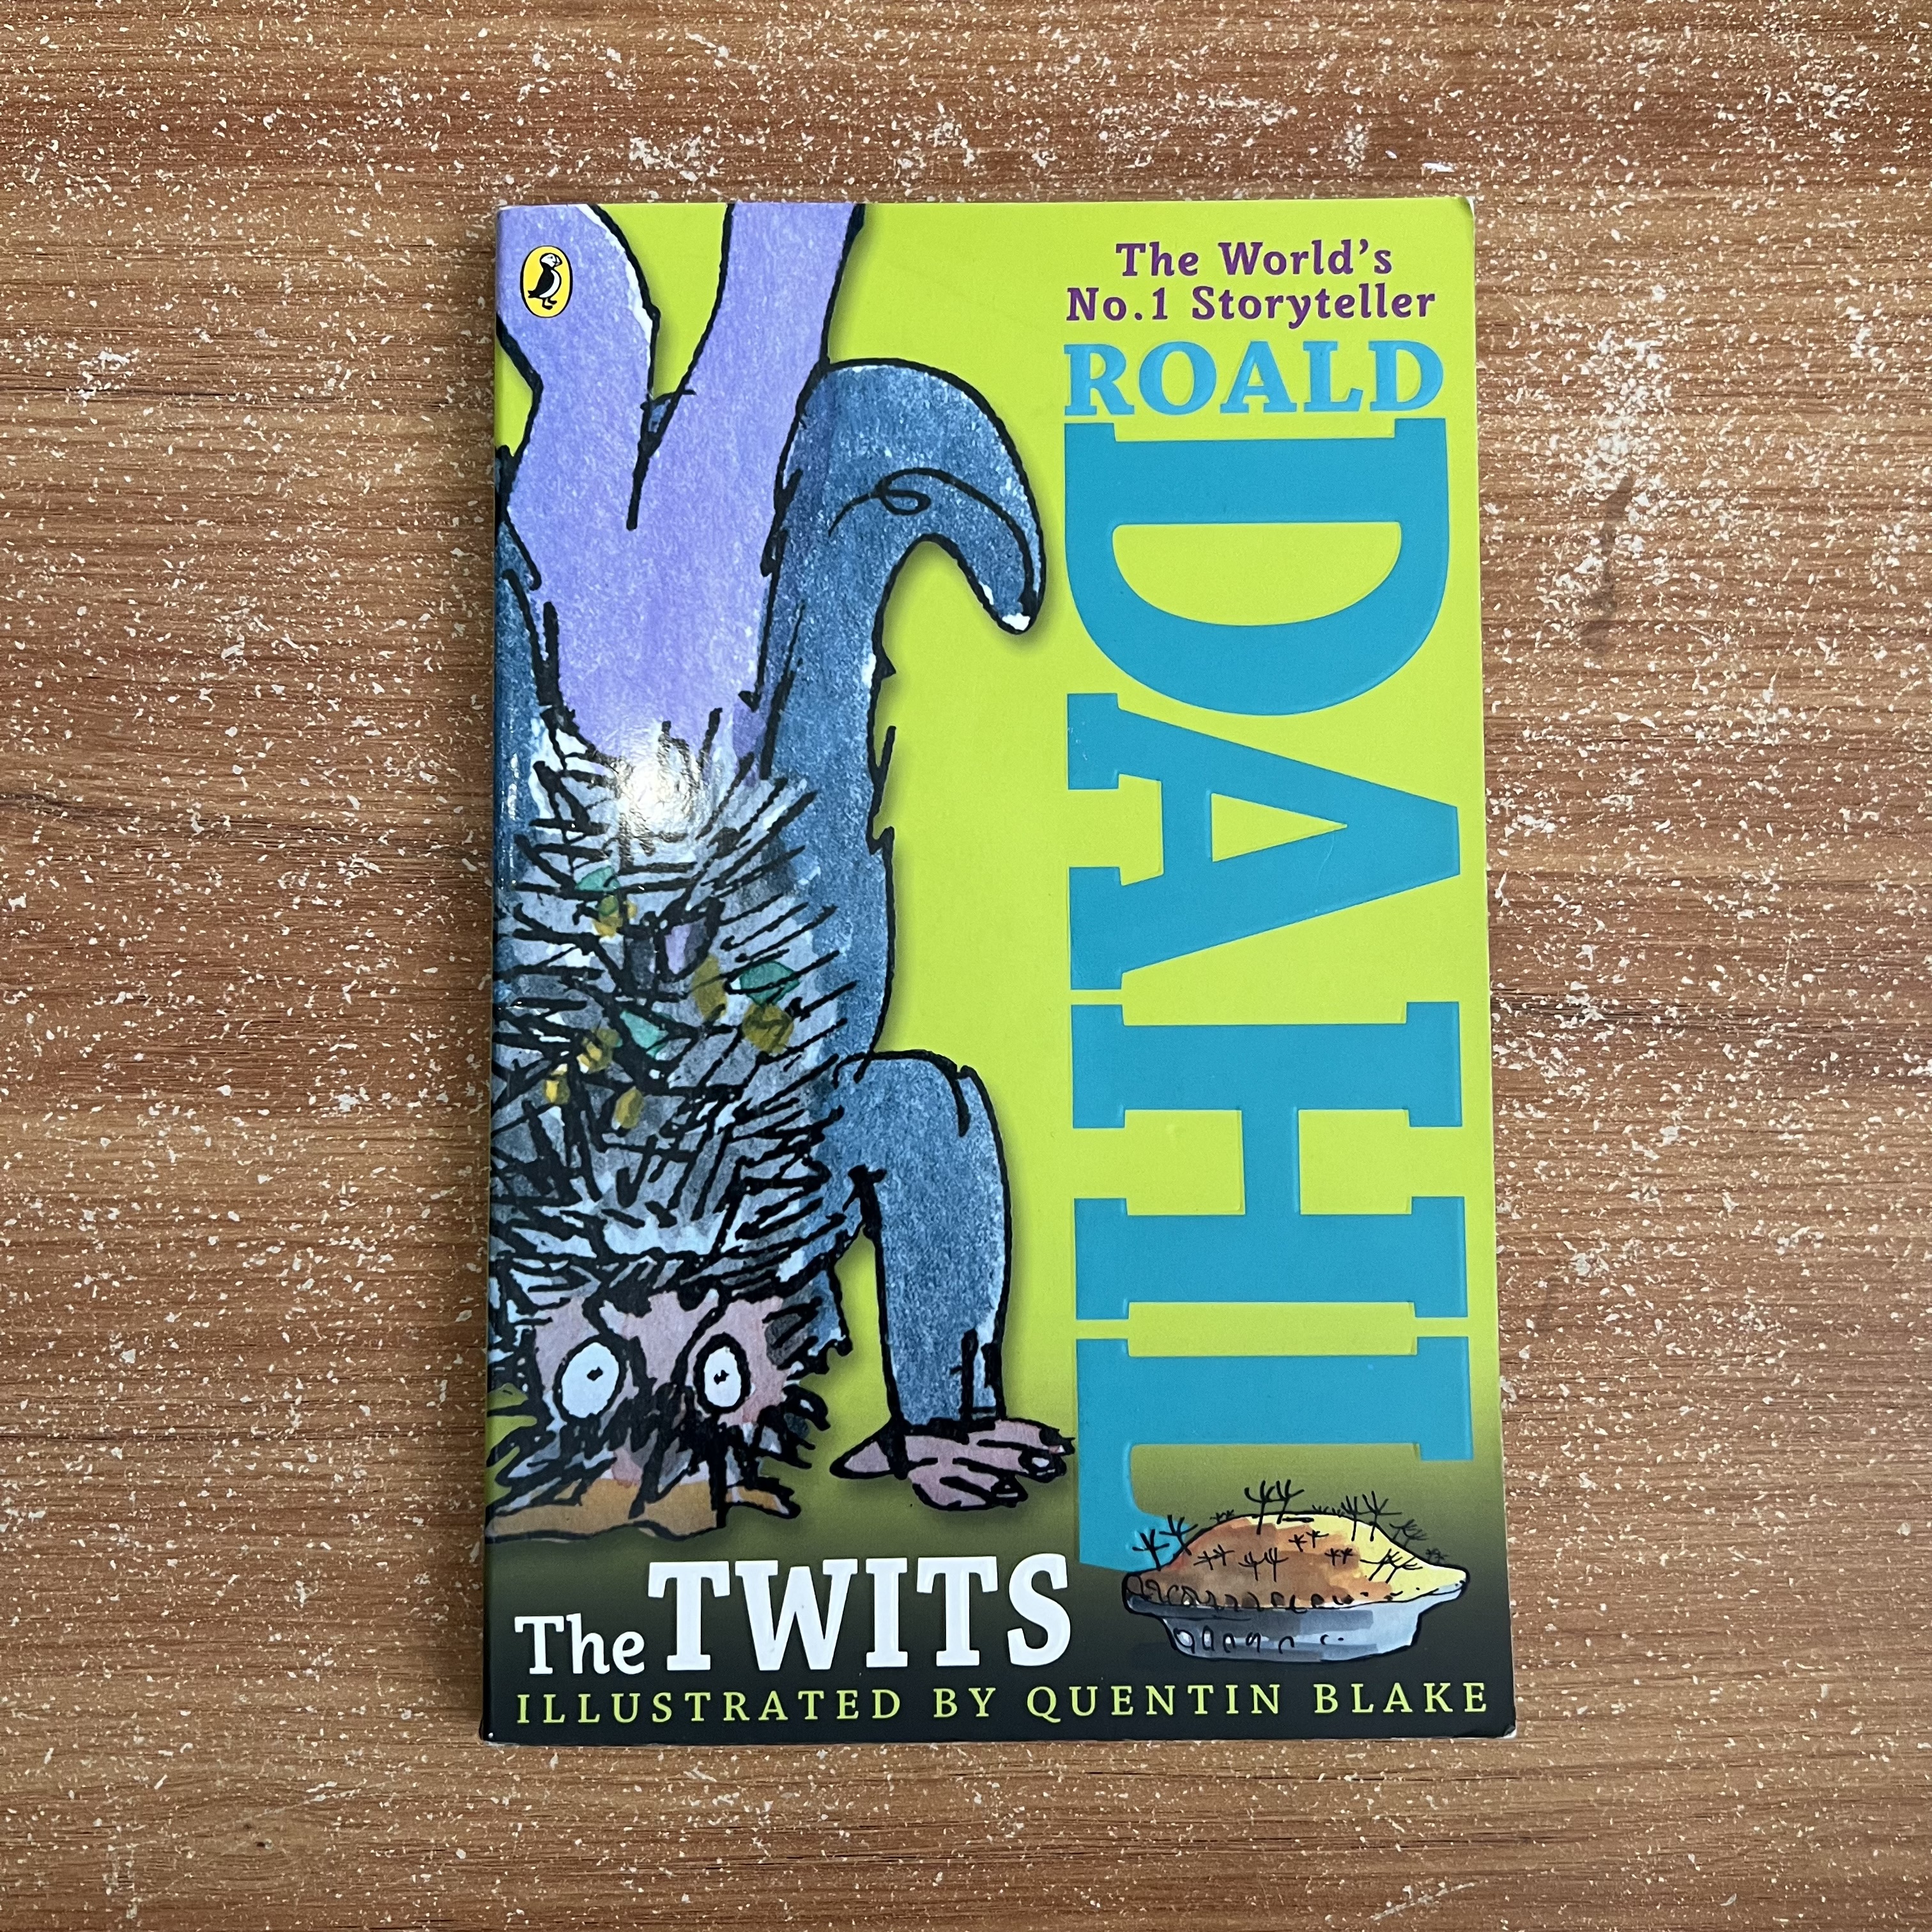 The World's
No.1 Storyteller
ROALD
DAHL
The TWITS
ILLUSTRATED BY QUENTIN BLAKE